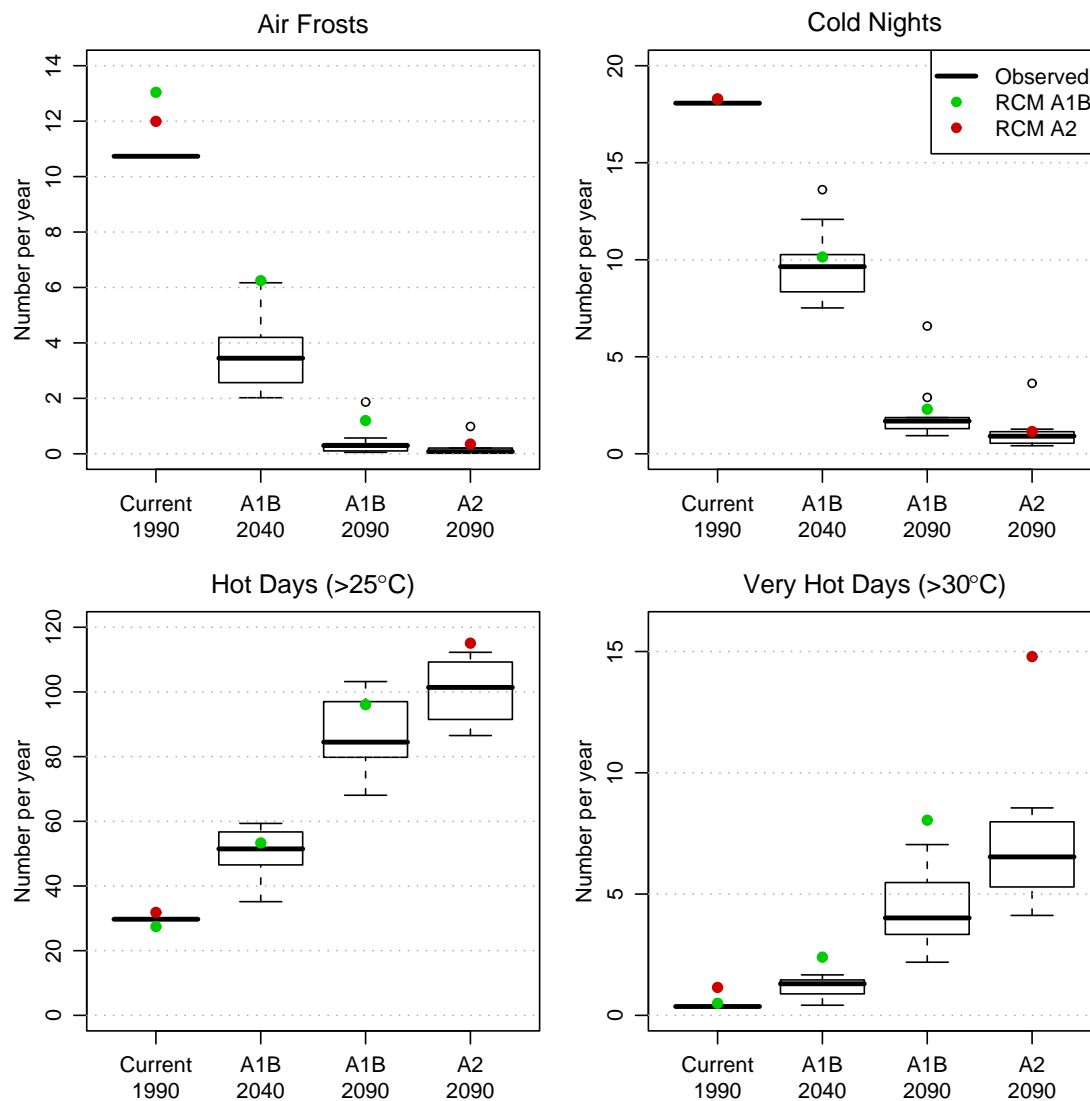 Air Frosts
Number per year
0 2 4 6 8 10 12 14
Current 1990
A1B 2040
A1B 2090
A2 2090
Cold Nights
Number per year
0 5 10 15 20
Observed
RCM A1B
RCM A2
Current 1990
A1B 2040
A1B 2090
A2 2090
Hot Days (>25°C)
Number per year
0 20 40 60 80 100 120
Current 1990
A1B 2040
A1B 2090
A2 2090
Very Hot Days (>30°C)
Number per year
0 5 10 15
Current 1990
A1B 2040
A1B 2090
A2 2090